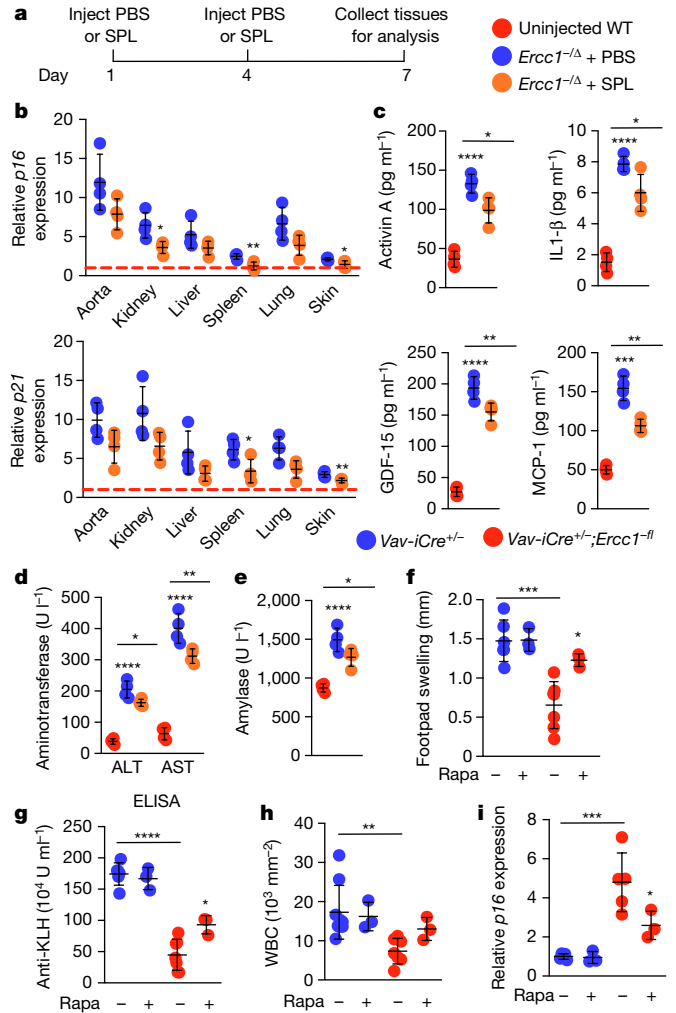 a
Inject PBS
or SPL
Inject PBS
or SPL
Collect tissues
for analysis
Day
1
4
7
Uninjected WT
Ercc1−/Δ + PBS
Ercc1−/Δ + SPL
b
Relative p16
expression
20
15
10
5
0
**
*
*
Aorta
Kidney
Liver
Spleen
Lung
Skin
Relative p21
expression
20
15
10
5
0
*
**
Aorta
Kidney
Liver
Spleen
Lung
Skin
c
Activin A (pg ml−1)
200
150
100
50
0
*
****
IL1-β (pg ml−1)
10
8
6
4
2
0
*
****
GDF-15 (pg ml−1)
250
200
150
100
50
0
**
****
MCP-1 (pg ml−1)
200
150
100
50
0
**
***
Vav-iCre+/−
Vav-iCre+/−;Ercc1−fl
d
Aminotransferase (U l−1)
500
400
300
200
100
0
**
****
*
****
ALT
AST
e
Amylase (U l−1)
2,000
1,500
1,000
500
0
*
****
f
Footpad swelling (mm)
2.0
1.5
1.0
0.5
0
***
*
Rapa
−
+
−
+
g
ELISA
Anti-KLH (10⁴ U ml−1)
250
200
150
100
50
0
****
*
Rapa
−
+
−
+
h
WBC (10³ mm−2)
40
30
20
10
0
**
Rapa
−
+
−
+
i
Relative p16 expression
8
6
4
2
0
***
*
Rapa
−
+
−
+